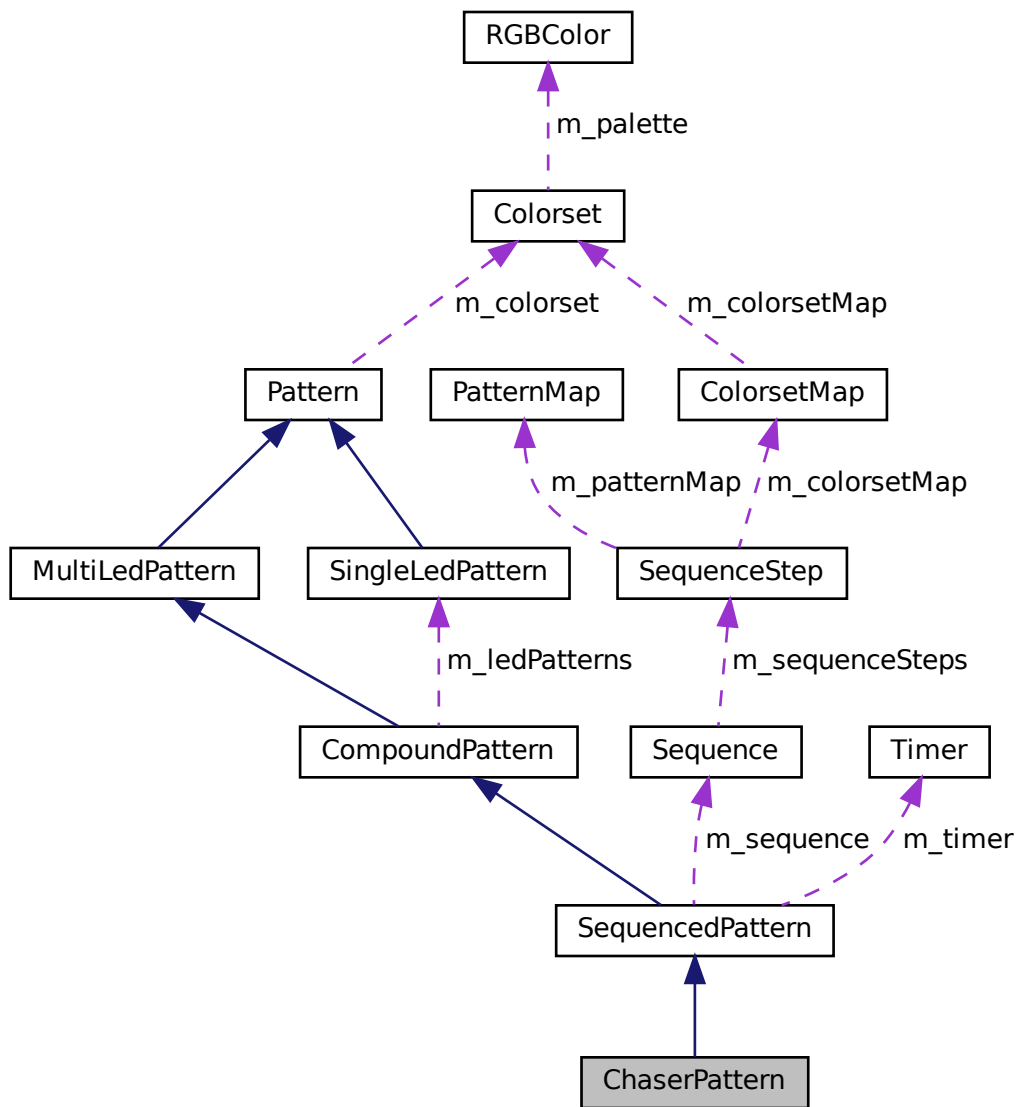 RGBColor
m_palette
Colorset
m_colorset
m_colorsetMap
Pattern
PatternMap
ColorsetMap
m_patternMap
m_colorsetMap
MultiLedPattern
SingleLedPattern
SequenceStep
m_ledPatterns
m_sequenceSteps
CompoundPattern
Sequence
Timer
m_sequence
m_timer
SequencedPattern
ChaserPattern